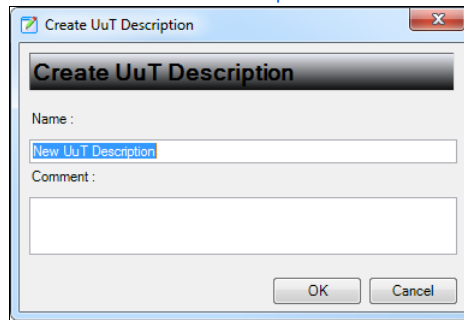 Create UuT Description
Create UuT Description
Name :
New UuT Description
Comment :
OK Cancel